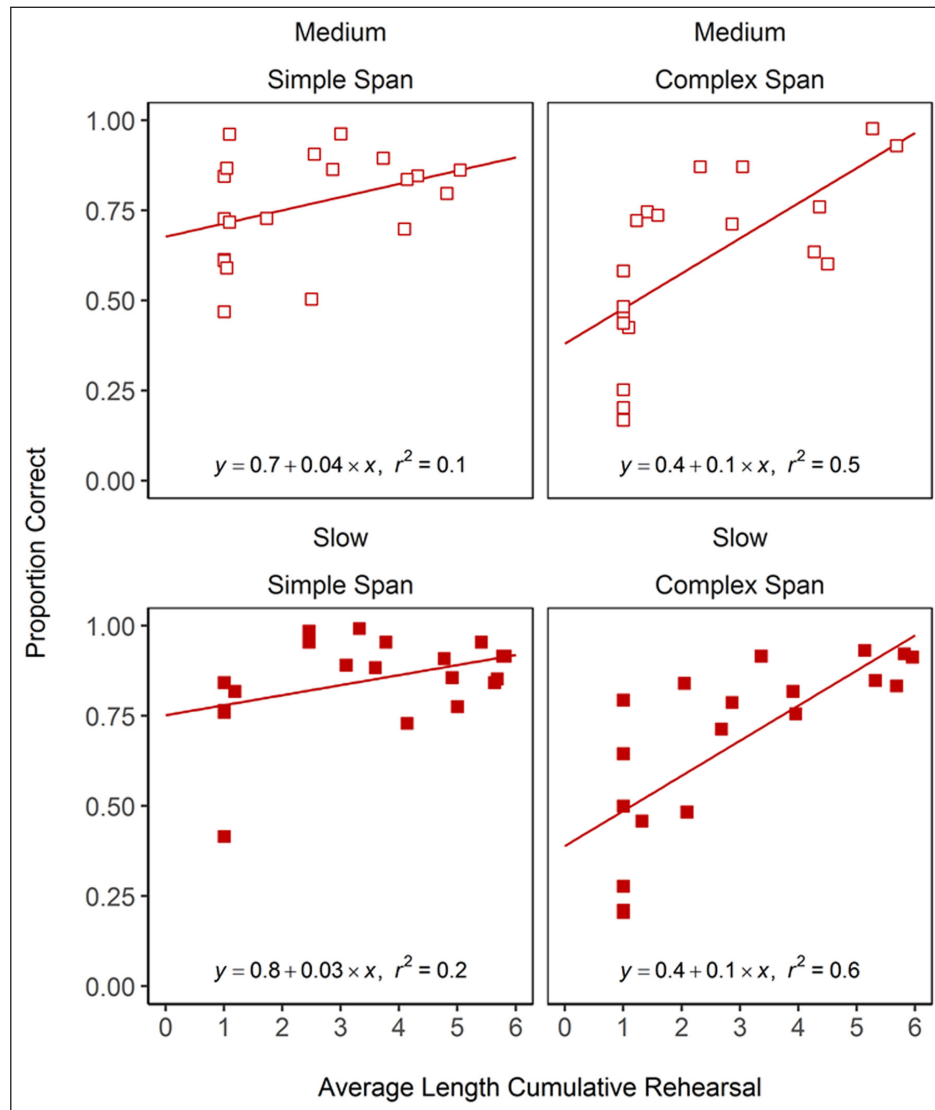 Medium
Simple Span
Medium
Complex Span
Proportion Correct
1.00
0.75
0.50
0.25
0.00
y = 0.7 + 0.04 × x, r² = 0.1
y = 0.4 + 0.1 × x, r² = 0.5
Slow
Simple Span
Slow
Complex Span
1.00
0.75
0.50
0.25
0.00
y = 0.8 + 0.03 × x, r² = 0.2
y = 0.4 + 0.1 × x, r² = 0.6
0 1 2 3 4 5 6
0 1 2 3 4 5 6
Average Length Cumulative Rehearsal